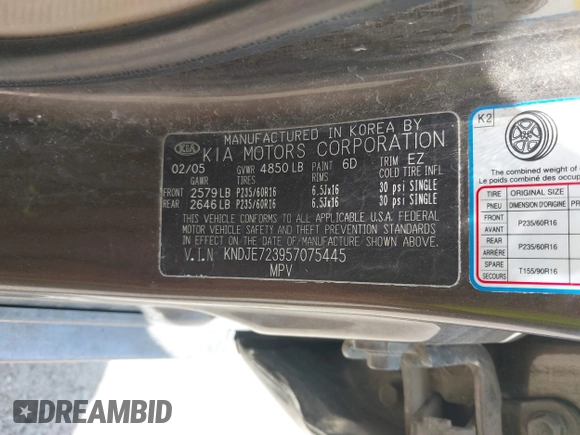 MANUFACTURED IN KOREA BY
KIA KIA MOTORS CORPORATION
02/05 GVWR 4850 LB PAINT 6D TRIM EZ
GAWR TIRES RIMS COLD TIRE INFL
FRONT 2579 LB P235/60R16 6.5Jx16 30 psi SINGLE
REAR 2646 LB P235/60R16 6.5Jx16 30 psi SINGLE
THIS VEHICLE CONFORMS TO ALL APPLICABLE U.S.A. FEDERAL
MOTOR VEHICLE SAFETY AND THEFT PREVENTION STANDARDS
IN EFFECT ON THE DATE OF MANUFACTURE SHOWN ABOVE.
V.I.N KNDJE723957075445
MPV
K2
The combined weight of
Le poids combiné des occu
TIRE ORIGINAL SIZE
PNEU DIMENSION D'ORIGINE
FRONT
AVANT
P235/60R16
REAR
ARRIÈRE
P235/60R16
SPARE
SECOURS
T155/90R16
DREAMBID